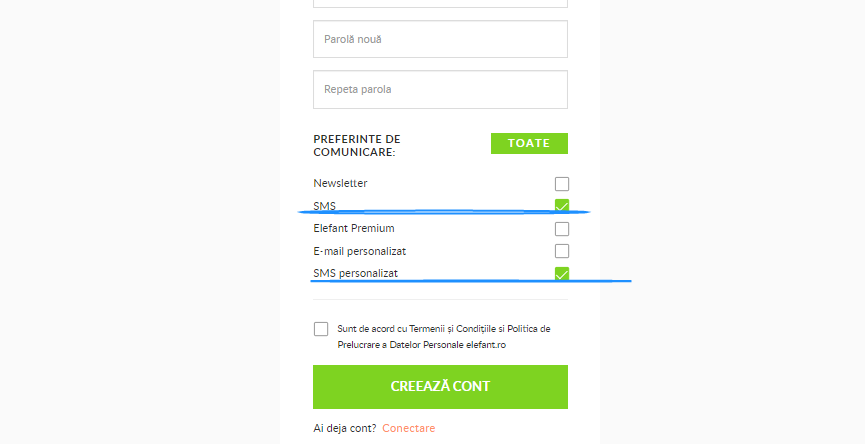 Parolă nouă
Repeta parola
PREFERINTE DE
COMUNICARE:
TOATE
Newsletter
SMS
Elefant Premium
E-mail personalizat
SMS personalizat
Sunt de acord cu Termenii și Condițiile si Politica de
Prelucrare a Datelor Personale elefant.ro
CREEAZĂ CONT
Ai deja cont? Conectare